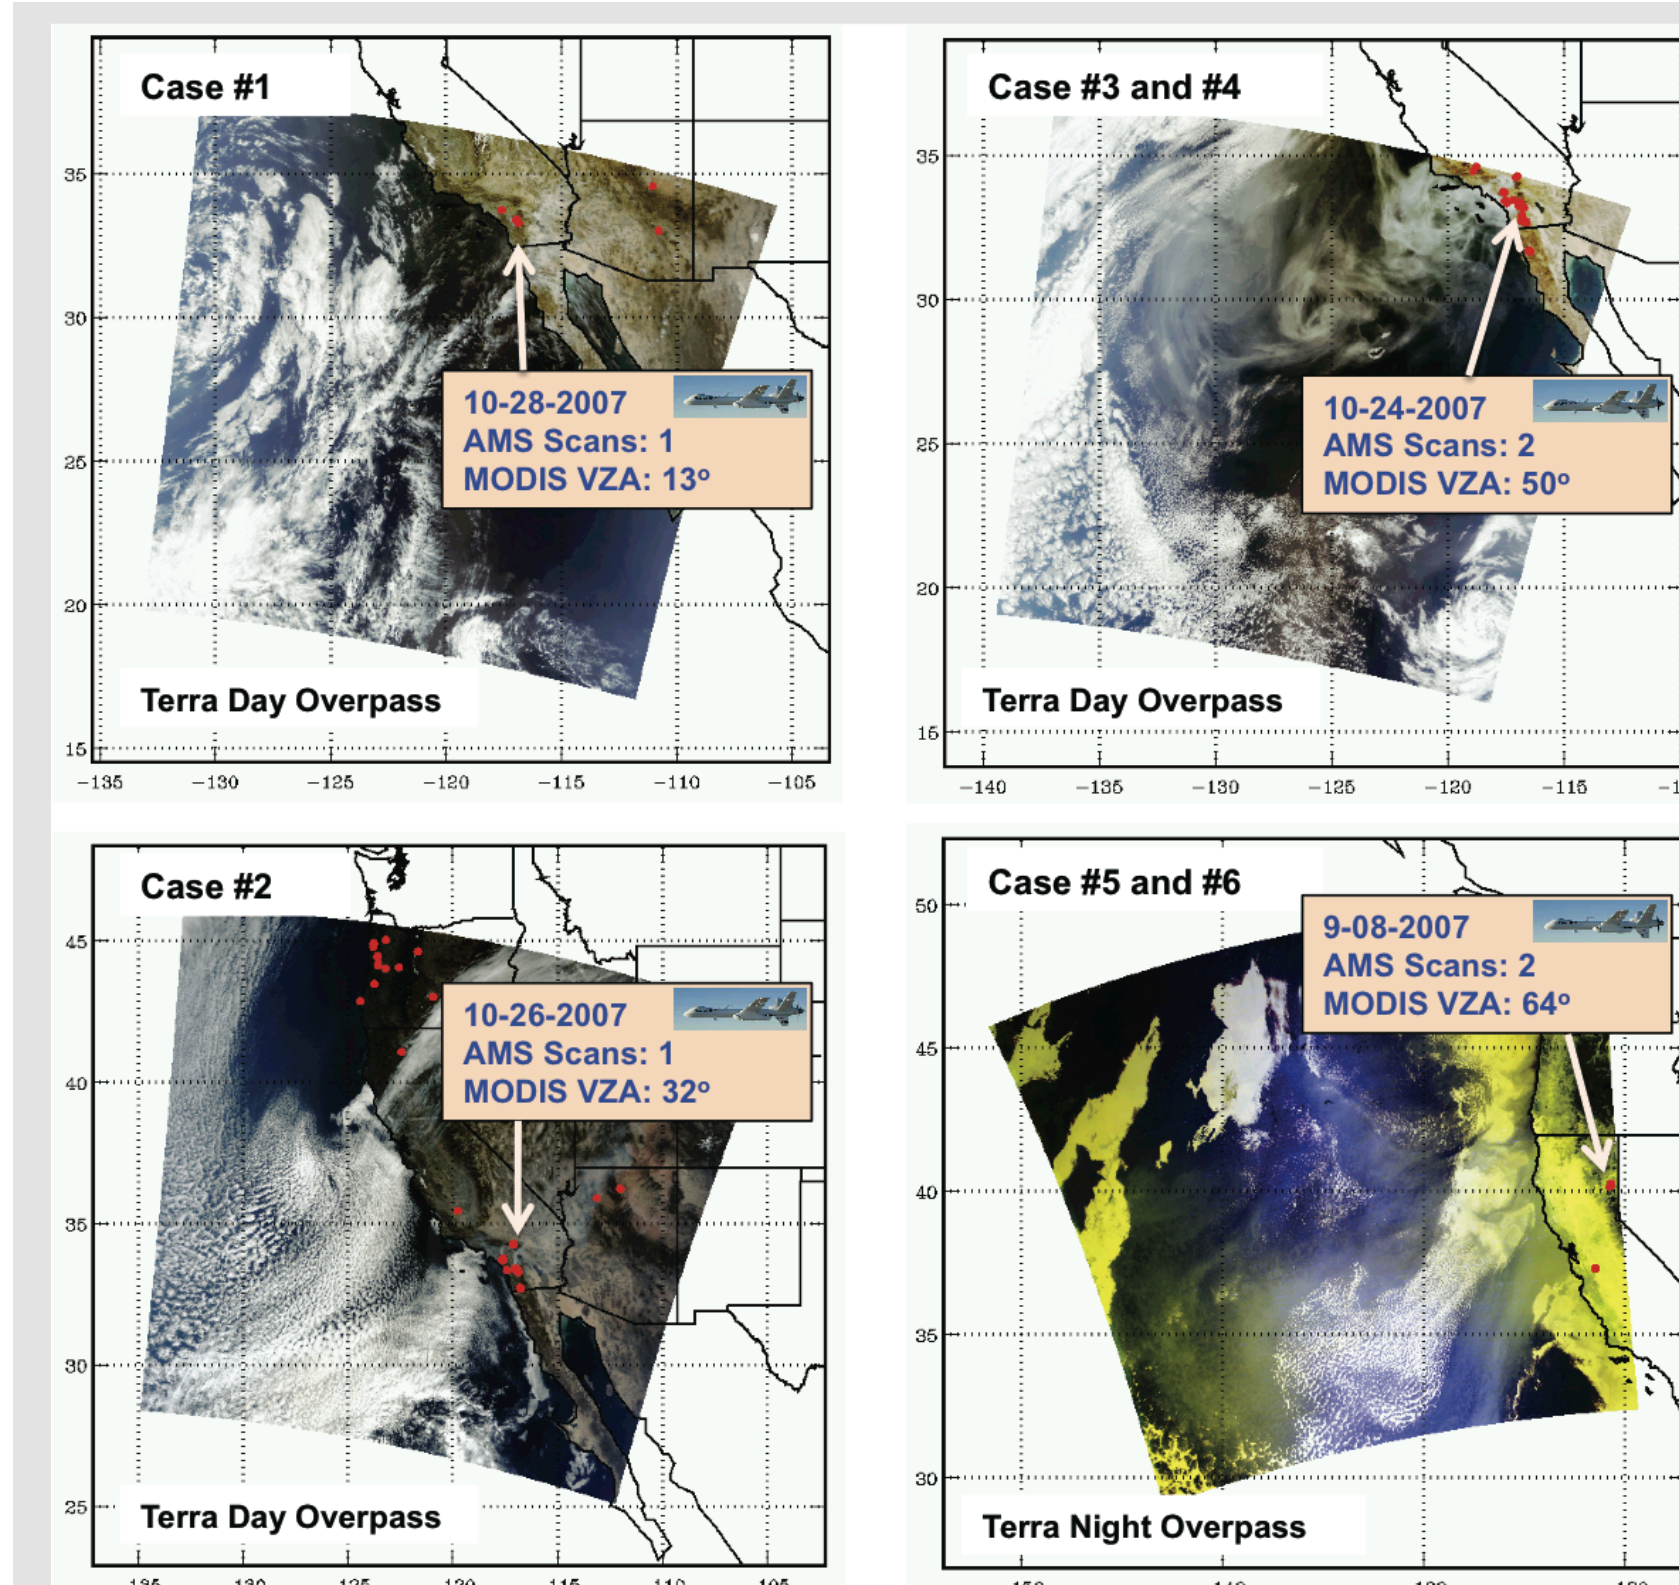 Case #1
35
30
25
20
15
-135 -130 -125 -120 -115 -110 -105
10-28-2007
AMS Scans: 1
MODIS VZA: 13º
Terra Day Overpass
Case #3 and #4
35
30
25
20
15
-140 -135 -130 -125 -120 -115
10-24-2007
AMS Scans: 2
MODIS VZA: 50º
Terra Day Overpass
Case #2
45
40
35
30
25
10-26-2007
AMS Scans: 1
MODIS VZA: 32º
Terra Day Overpass
Case #5 and #6
50
45
40
35
30
9-08-2007
AMS Scans: 2
MODIS VZA: 64º
Terra Night Overpass